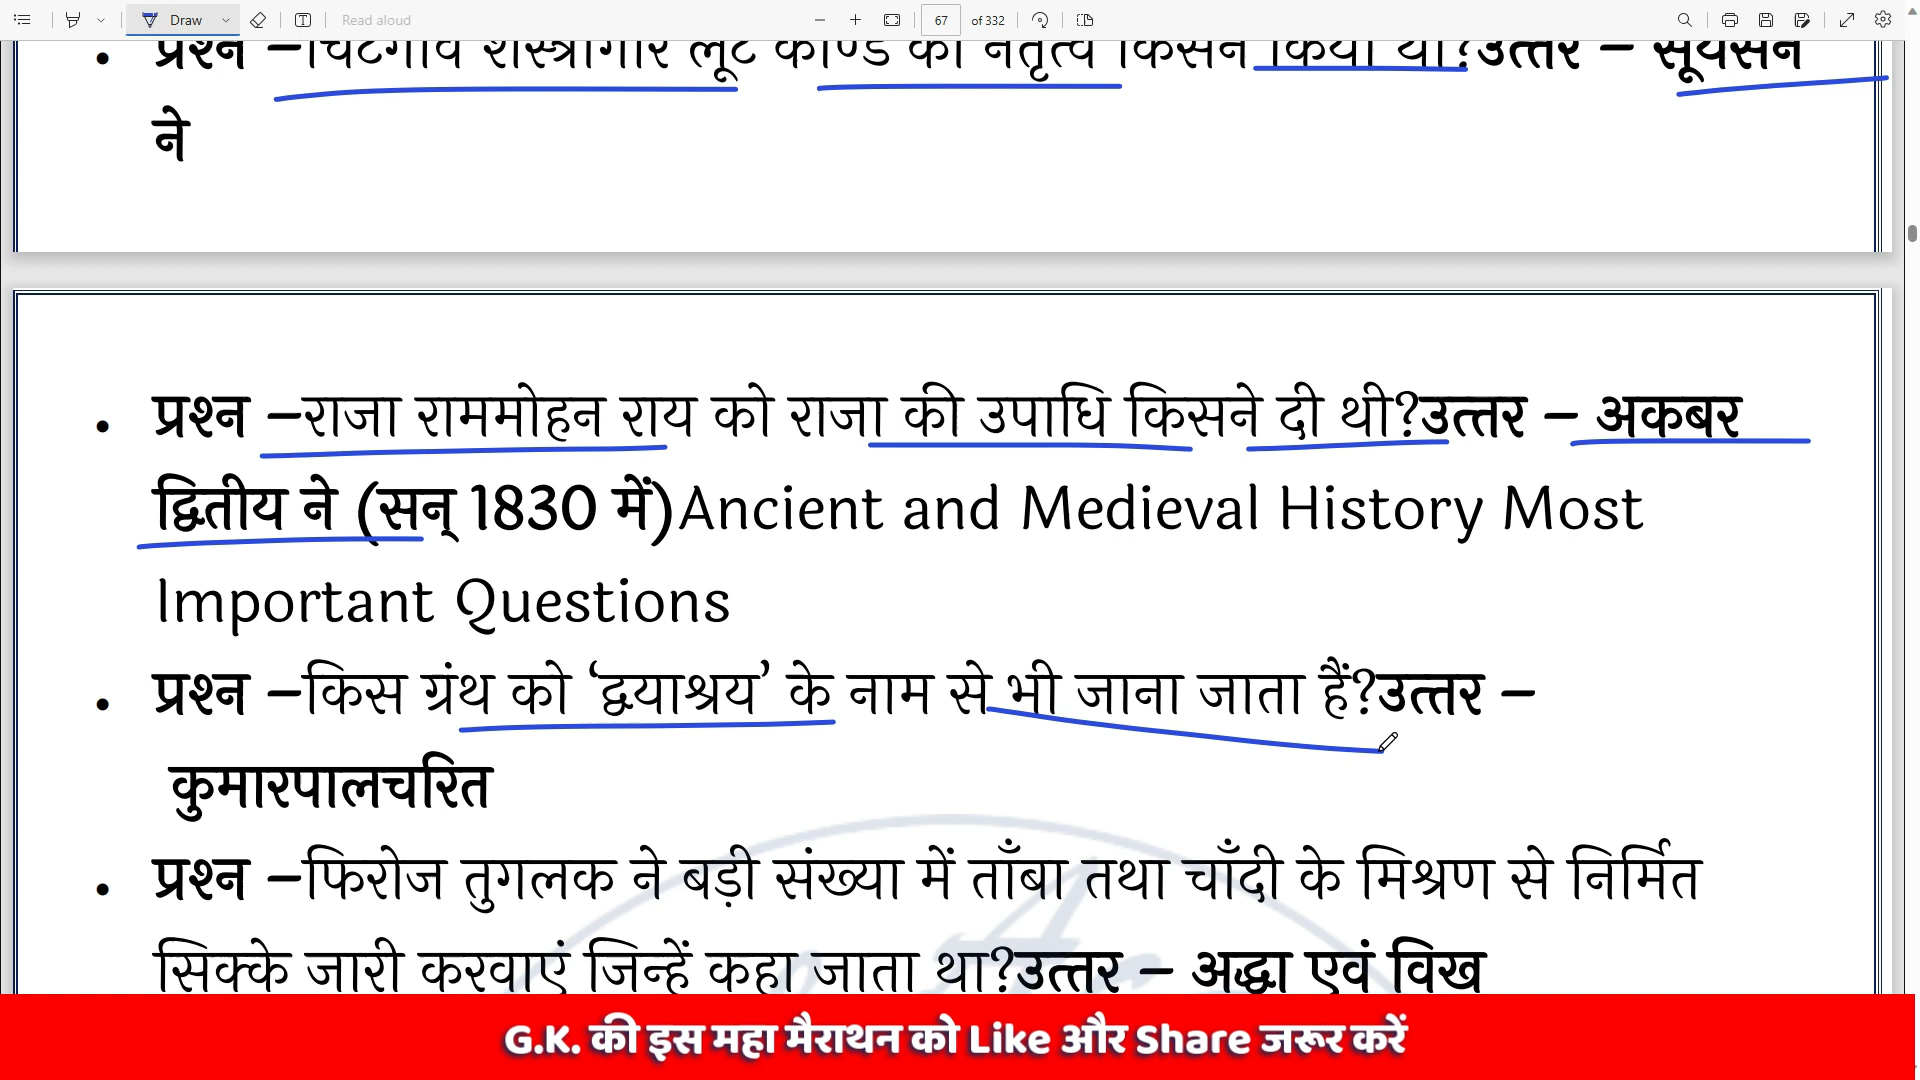 Draw
Read aloud
67 of 332
प्रश्न –चिटगांव शस्त्रागार लूट काण्ड का नेतृत्व किसने किया था?उत्तर – सूर्यसेन
ने
प्रश्न –राजा राममोहन राय को राजा की उपाधि किसने दी थी?उत्तर – अकबर
द्वितीय ने (सन् 1830 में)Ancient and Medieval History Most
Important Questions
प्रश्न –किस ग्रंथ को ‘द्वयाश्रय’ के नाम से भी जाना जाता हैं?उत्तर –
कुमारपालचरित
प्रश्न –फिरोज तुगलक ने बड़ी संख्या में ताँबा तथा चाँदी के मिश्रण से निर्मित
सिक्के जारी करवाएं जिन्हें कहा जाता था?उत्तर – अद्धा एवं विख
G.K. की इस महा मैराथन को Like और Share जरूर करें